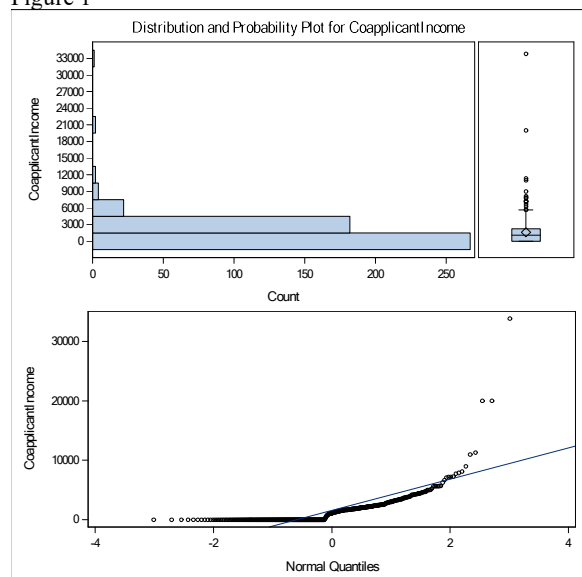 Figure 1
Distribution and Probability Plot for CoapplicantIncome
33000
30000
27000
24000
21000
18000
15000
12000
9000
6000
3000
0
CoapplicantIncome
0 50 100 150 200 250
Count
30000
20000
10000
0
CoapplicantIncome
-4 -2 0 2 4
Normal Quantiles